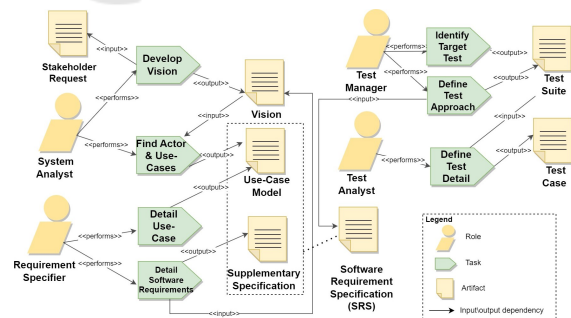 Stakeholder
Request
<<input>>
Develop
Vision
<<performs>>
<<output>>
Vision
System
Analyst
<<performs>>
Find Actor
& Use-
Cases
<<input>>
<<output>>
Use-Case
Model
Detail
Use-
Case
<<output>>
Requirement
Specifier
<<performs>>
<<performs>>
Detail
Software
Requirements
<<output>>
Supplementary
Specification
<<input>>
Test
Manager
<<performs>>
<<performs>>
Identify
Target
Test
<<output>>
Define
Test
Approach
<<input>>
<<output>>
Test
Suite
Test
Analyst
<<performs>>
Define
Test
Detail
<<input>>
<<output>>
Test
Case
Software
Requirement
Specification
(SRS)
Legend
Role
Task
Artifact
Input/output dependency